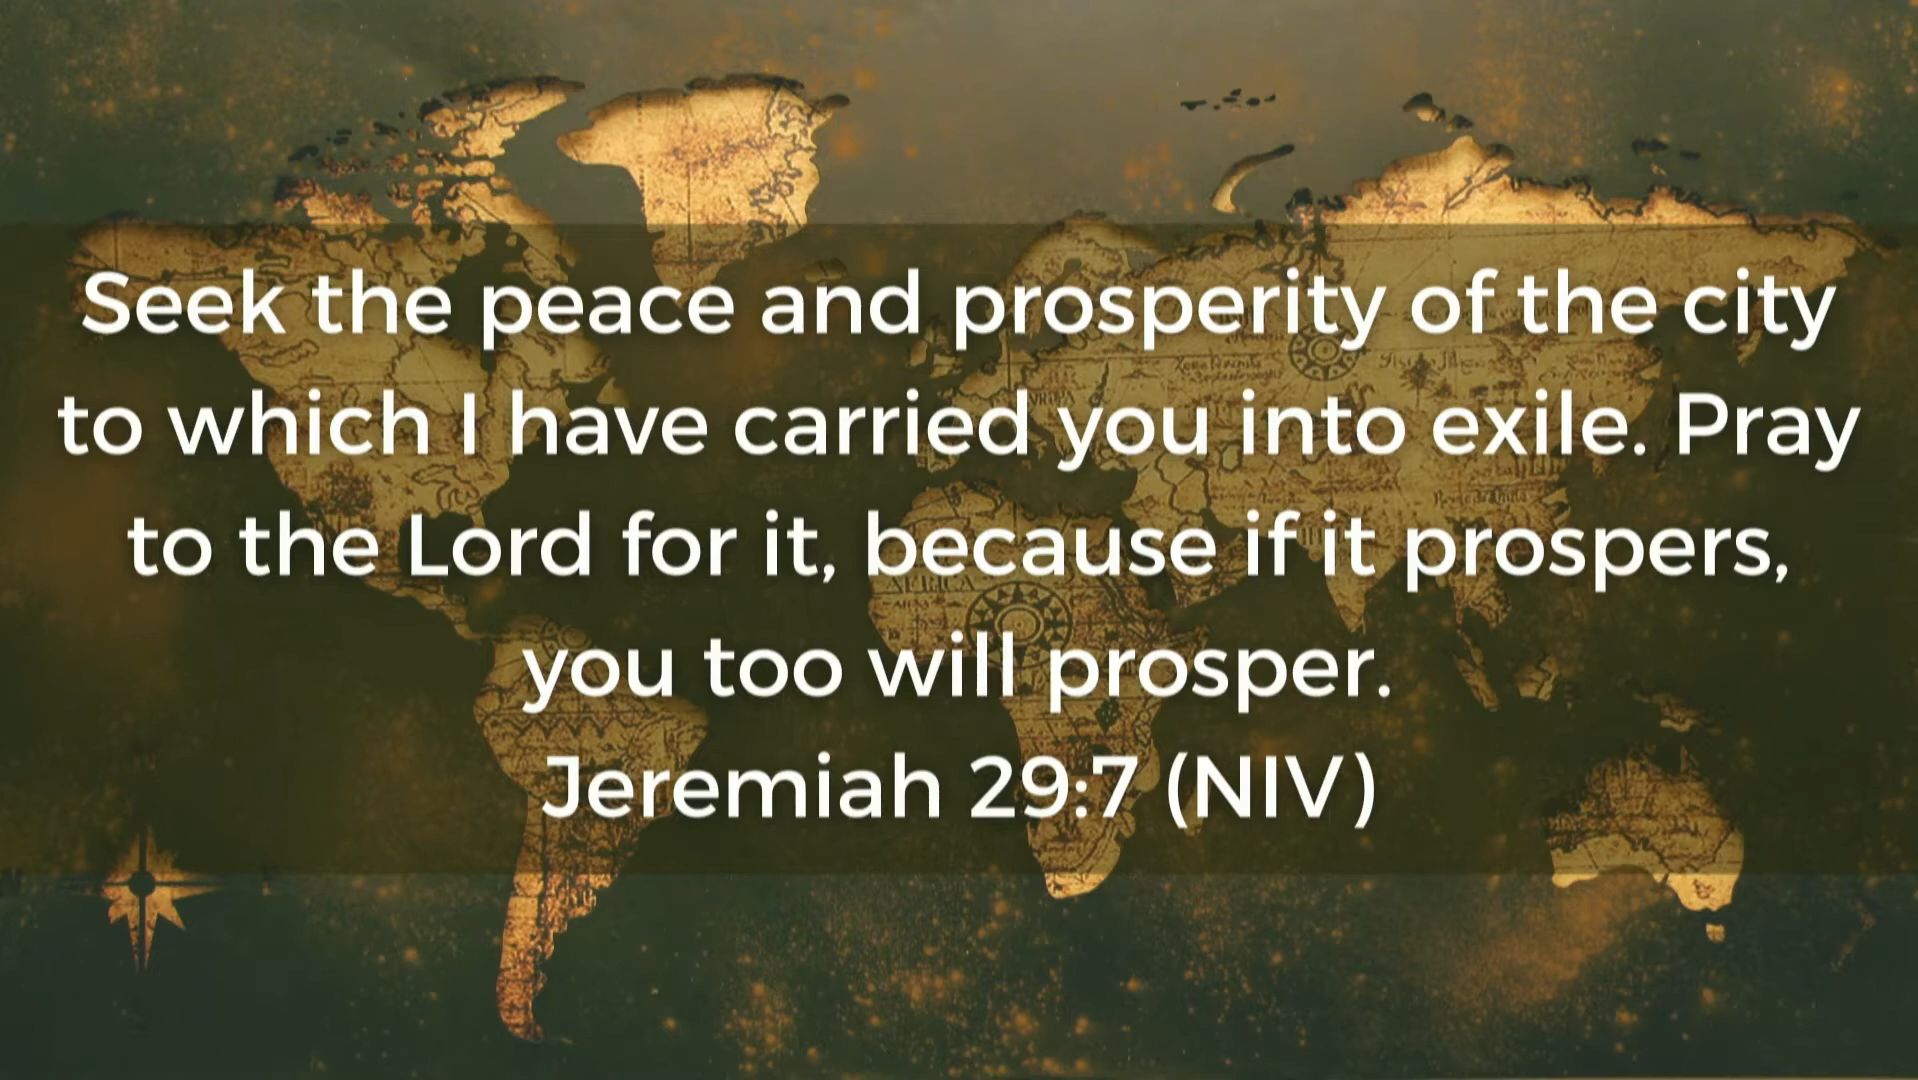 Seek the peace and prosperity of the city
to which I have carried you into exile. Pray
to the Lord for it, because if it prospers,
you too will prosper.
Jeremiah 29:7 (NIV)
AFRICA